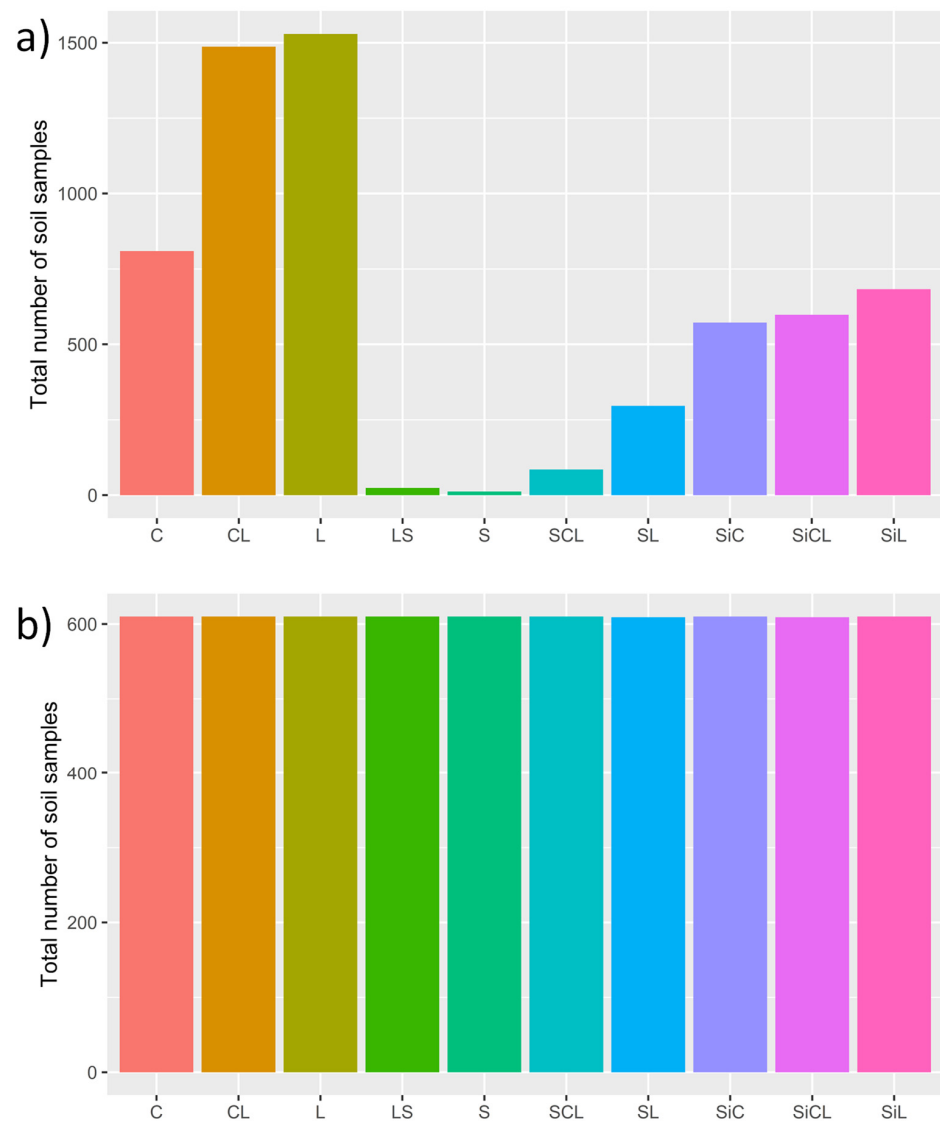 a)
Total number of soil samples
1500
1000
500
0
C CL L LS S SCL SL SiC SiCL SiL
b)
Total number of soil samples
600
400
200
0
C CL L LS S SCL SL SiC SiCL SiL